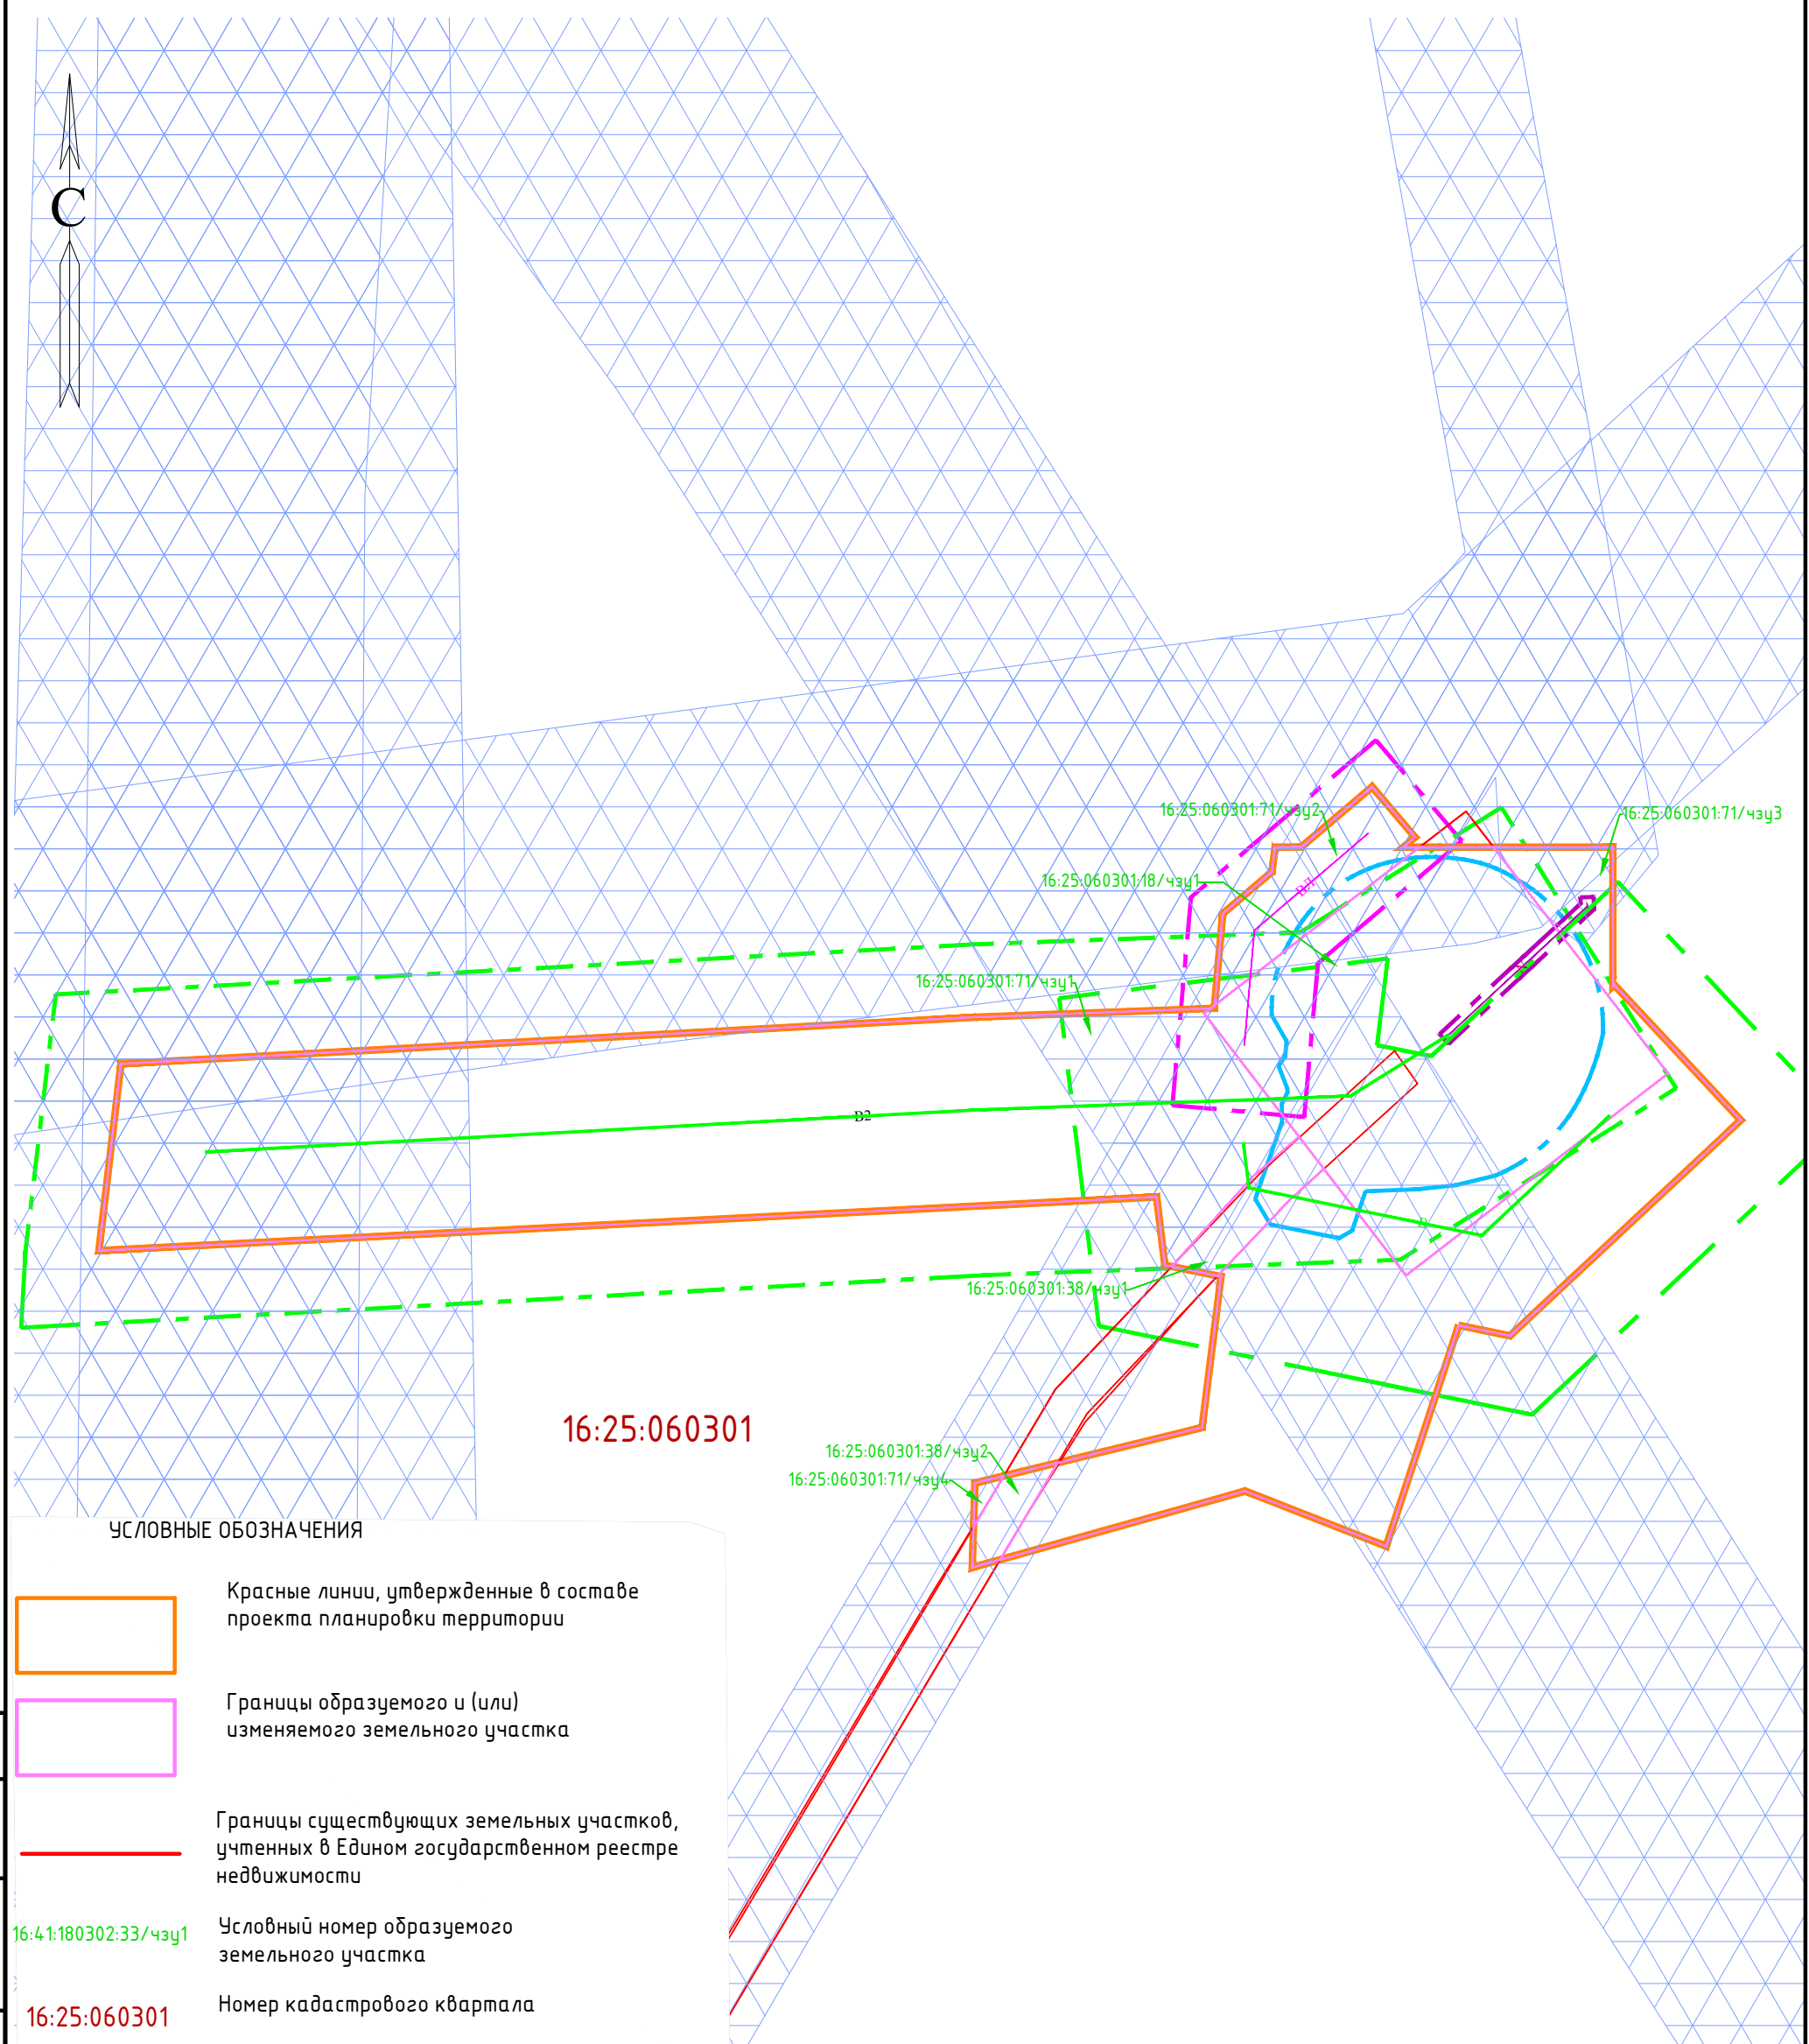 С
16:25:060301:71/чзу2
16:25:060301:71/чзу3
16:25:060301:18/чзу1
16:25:060301:71/чзу1
В2
16:25:060301:38/чзу1
16:25:060301
16:25:060301:38/чзу2
16:25:060301:71/чзу4
УСЛОВНЫЕ ОБОЗНАЧЕНИЯ
Красные линии, утвержденные в составе
проекта планировки территории
Границы образуемого и (или)
изменяемого земельного участка
Границы существующих земельных участков,
учтенных в Едином государственном реестре
недвижимости
16:41:180302:33/чзу1
Условный номер образуемого
земельного участка
16:25:060301
Номер кадастрового квартала